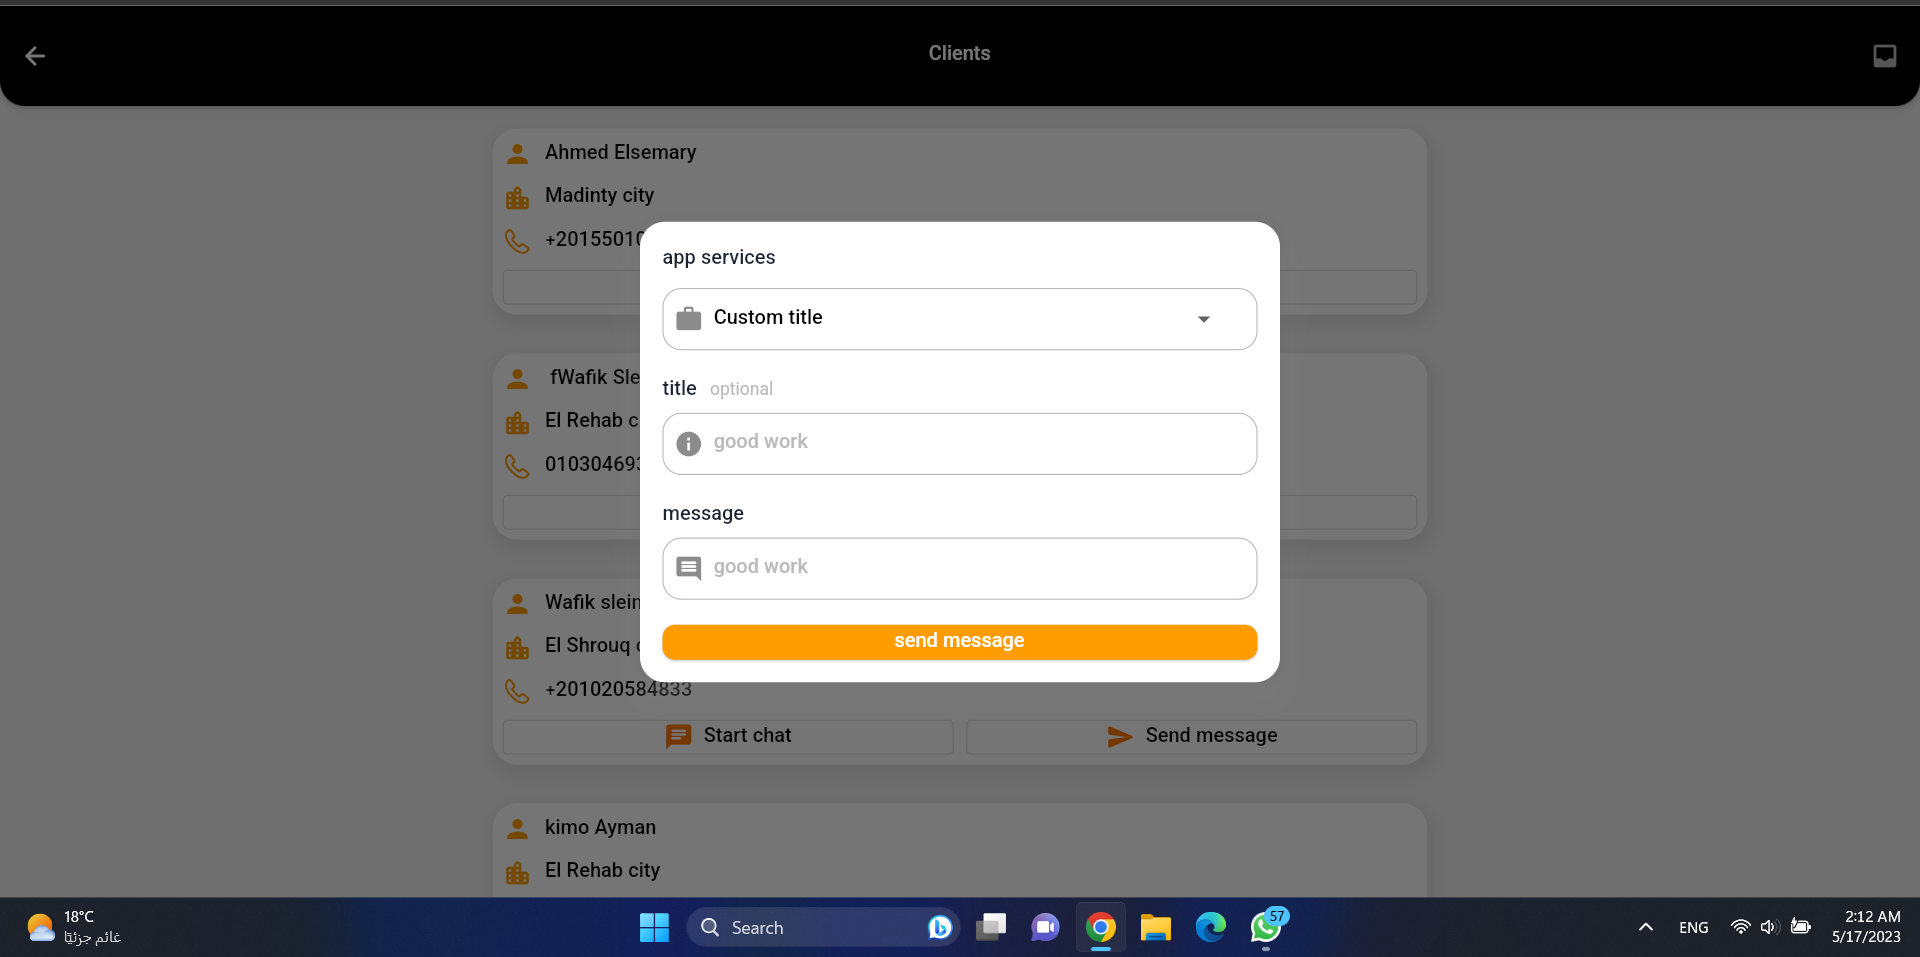 Clients
Ahmed Elsemary
Madinty city
+20155010
app services
Custom title
title optional
good work
message
good work
send message
fWafik Sle
El Rehab c
01030469
Wafik slein
El Shrouq
+201020584833
Start chat
Send message
kimo Ayman
El Rehab city
18°C
غائم جزئيًا
Search
57
ENG
2:12 AM
5/17/2023